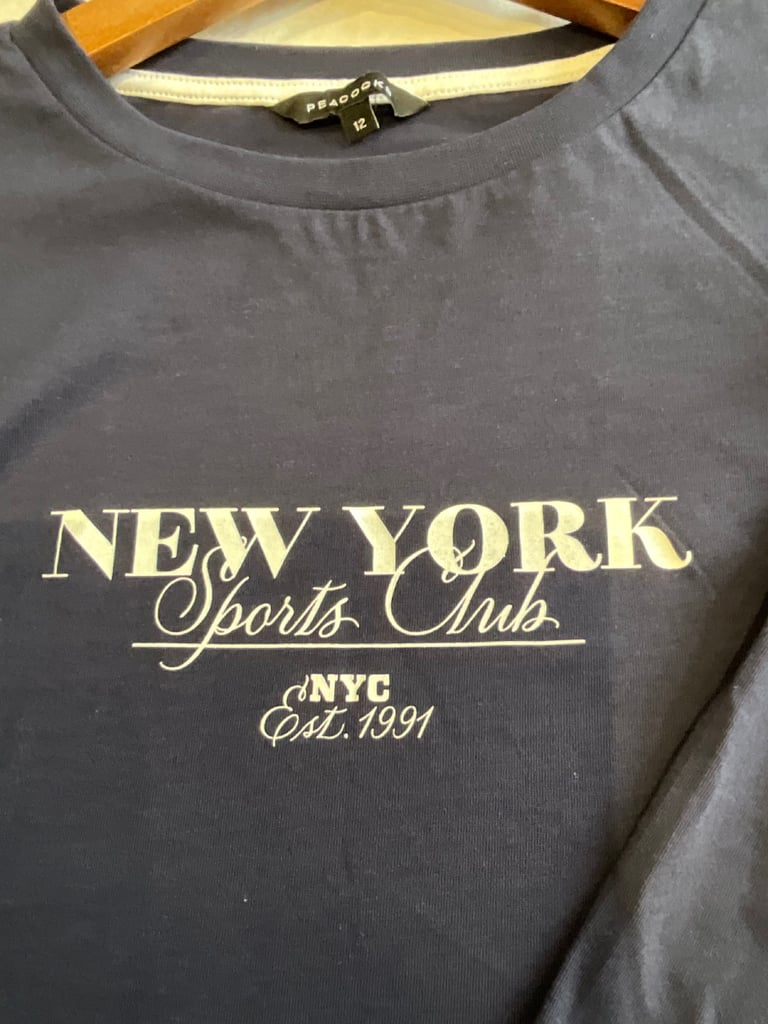 PEACOCKS
12
NEW YORK
Sports Club
NYC
Est. 1991